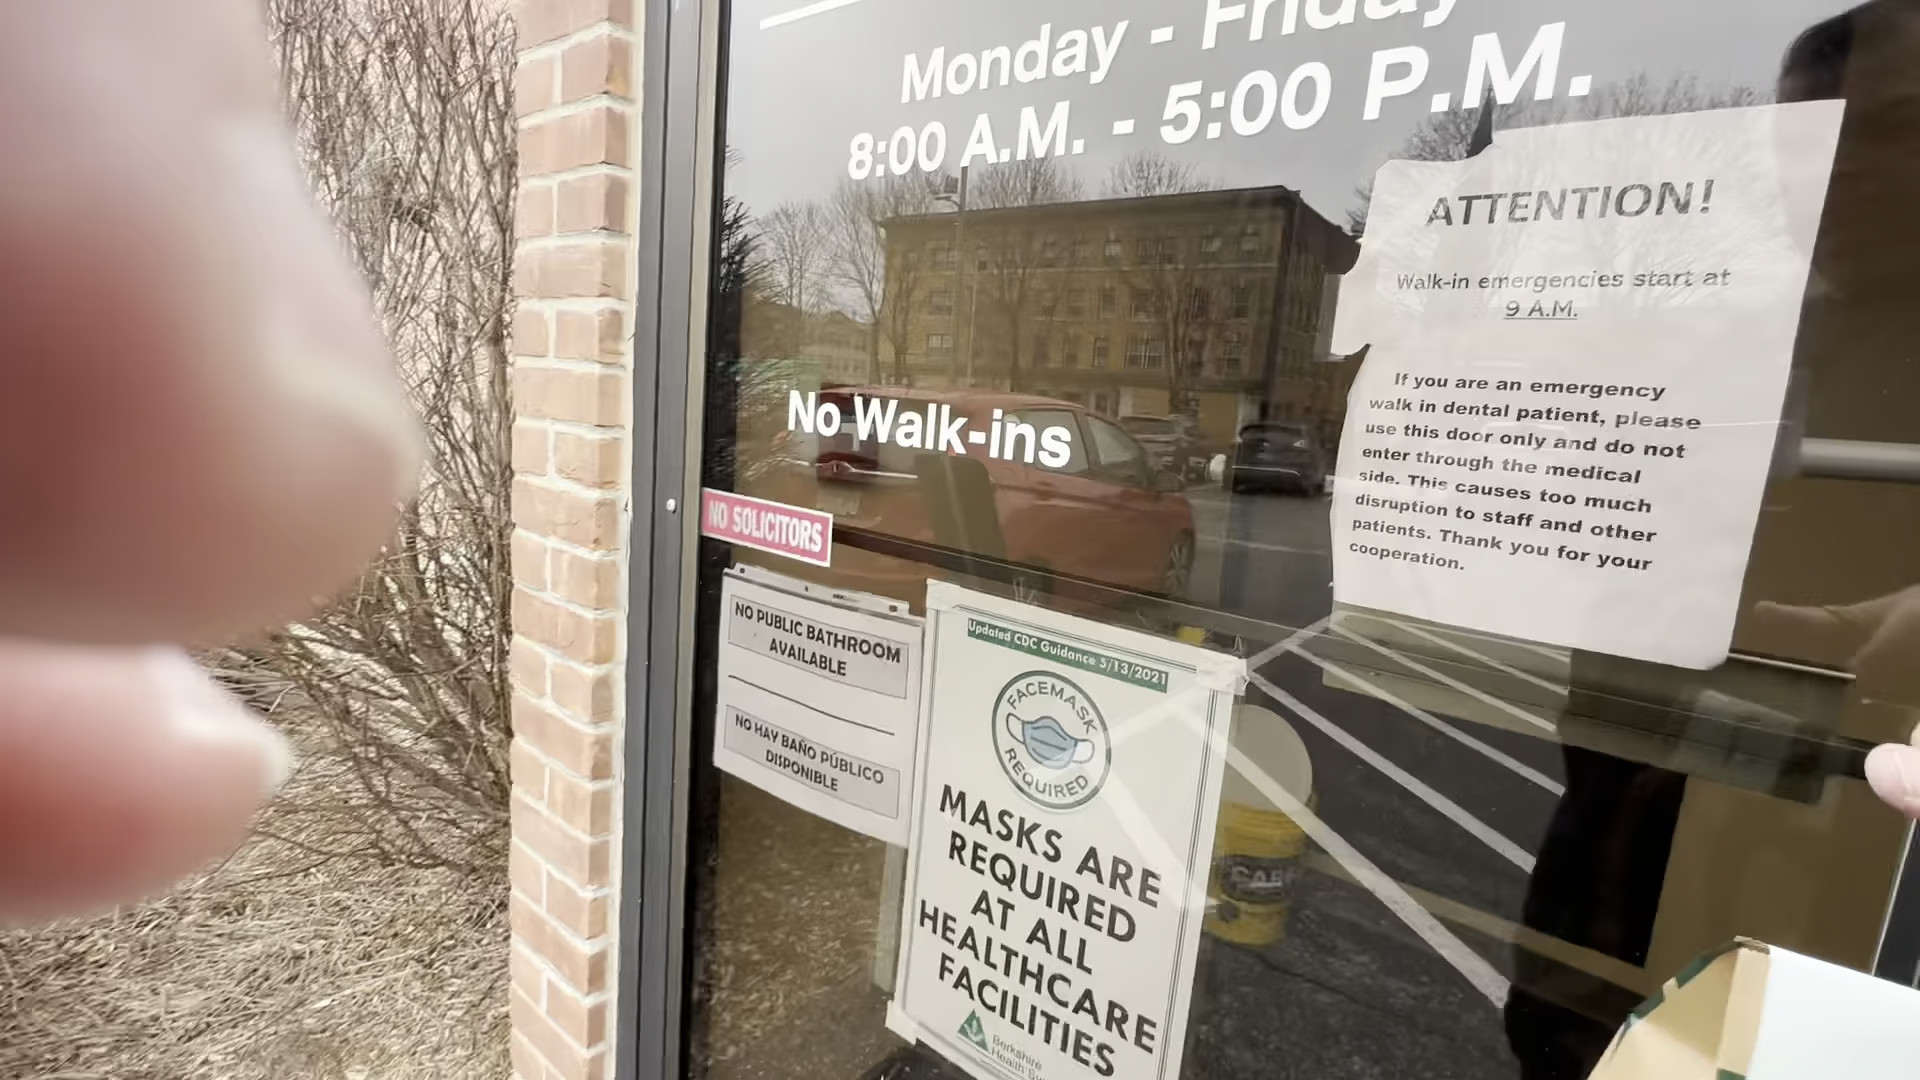 Monday - Friday
8:00 A.M. - 5:00 P.M.
ATTENTION!
Walk-in emergencies start at
9 A.M.
If you are an emergency
walk in dental patient, please
use this door only and do not
enter through the medical
side. This causes too much
disruption to staff and other
patients. Thank you for your
cooperation.
No Walk-ins
NO SOLICITORS
NO PUBLIC BATHROOM
AVAILABLE
NO HAY BAÑO PÚBLICO
DISPONIBLE
Updated CDC Guidance 5/13/2021
FACEMASK
REQUIRED
MASKS ARE
REQUIRED
AT ALL
HEALTHCARE
FACILITIES
Berkshire
Health